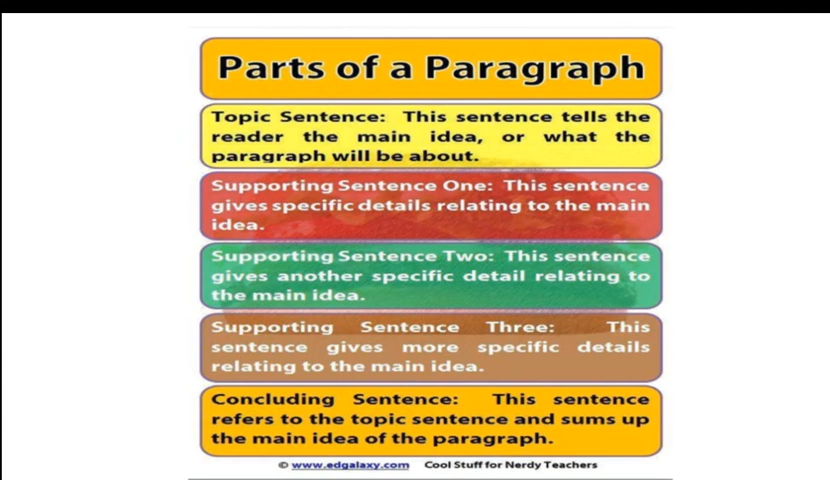 Parts of a Paragraph
Topic Sentence: This sentence tells the
reader the main idea, or what the
paragraph will be about.
Supporting Sentence One: This sentence
gives specific details relating to the main
idea.
Supporting Sentence Two: This sentence
gives another specific detail relating to
the main idea.
Supporting Sentence Three: This
sentence gives more specific details
relating to the main idea.
Concluding Sentence: This sentence
refers to the topic sentence and sums up
the main idea of the paragraph.
© www.edgalaxy.com Cool Stuff for Nerdy Teachers